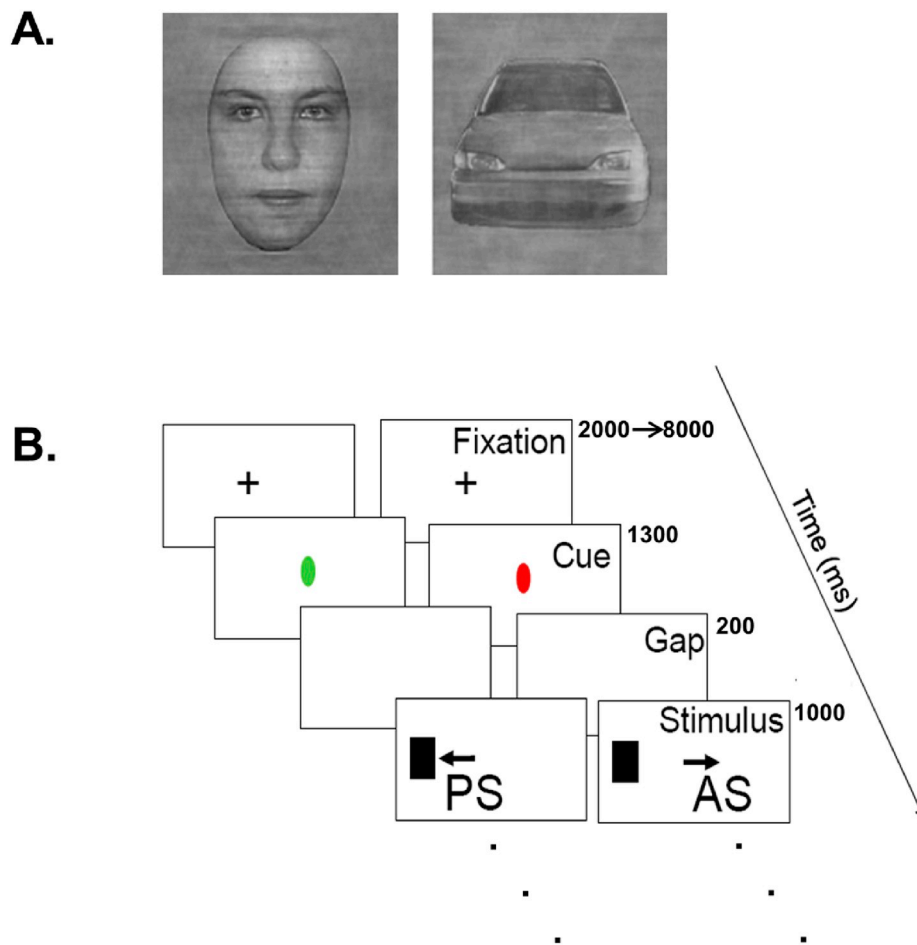 A.
B.
Fixation
2000→8000
Cue
1300
Gap
200
Stimulus
1000
PS
AS
Time (ms)